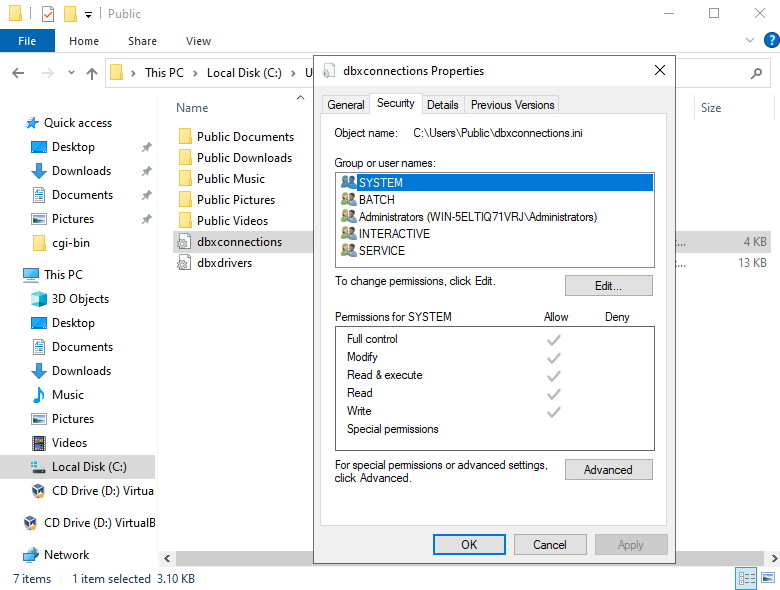 Public
File Home Share View
This PC Local Disk (C:) U
Name
Size
Quick access
Desktop
Downloads
Documents
Pictures
cgi-bin
This PC
3D Objects
Desktop
Documents
Downloads
Music
Pictures
Videos
Local Disk (C:)
CD Drive (D:) Virtua
CD Drive (D:) VirtualB
Network
Public Documents
Public Downloads
Public Music
Public Pictures
Public Videos
dbxconnections
dbxdrivers
...
4 KB
...
13 KB
dbxconnections Properties
General Security Details Previous Versions
Object name: C:\Users\Public\dbxconnections.ini
Group or user names:
SYSTEM
BATCH
Administrators (WIN-5ELTIQ71VRJ\Administrators)
INTERACTIVE
SERVICE
To change permissions, click Edit.
Edit...
Permissions for SYSTEM Allow Deny
Full control
Modify
Read & execute
Read
Write
Special permissions
For special permissions or advanced settings,
click Advanced.
Advanced
OK Cancel Apply
7 items 1 item selected 3.10 KB